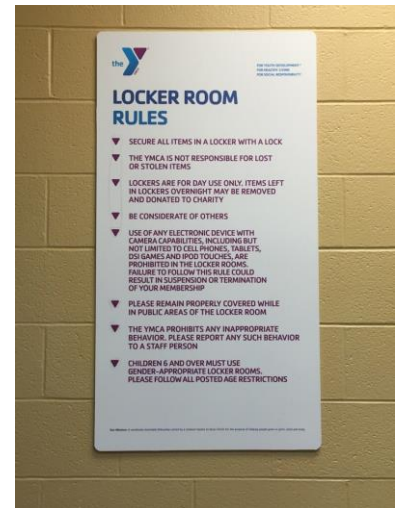 the Y
FOR YOUTH DEVELOPMENT
FOR HEALTHY LIVING
FOR SOCIAL RESPONSIBILITY
LOCKER ROOM
RULES
SECURE ALL ITEMS IN A LOCKER WITH A LOCK
THE YMCA IS NOT RESPONSIBLE FOR LOST
OR STOLEN ITEMS
LOCKERS ARE FOR DAY USE ONLY. ITEMS LEFT
IN LOCKERS OVERNIGHT MAY BE REMOVED
AND DONATED TO CHARITY
BE CONSIDERATE OF OTHERS
USE OF ANY ELECTRONIC DEVICE WITH
CAMERA CAPABILITIES, INCLUDING BUT
NOT LIMITED TO CELL PHONES, TABLETS,
DSI GAMES AND IPOD TOUCHES, ARE
PROHIBITED IN THE LOCKER ROOMS.
FAILURE TO FOLLOW THIS RULE COULD
RESULT IN SUSPENSION OR TERMINATION
OF YOUR MEMBERSHIP
PLEASE REMAIN PROPERLY COVERED WHILE
IN PUBLIC AREAS OF THE LOCKER ROOM
THE YMCA PROHIBITS ANY INAPPROPRIATE
BEHAVIOR. PLEASE REPORT ANY SUCH BEHAVIOR
TO A STAFF PERSON
CHILDREN 6 AND OVER MUST USE
GENDER-APPROPRIATE LOCKER ROOMS.
PLEASE FOLLOW ALL POSTED AGE RESTRICTIONS